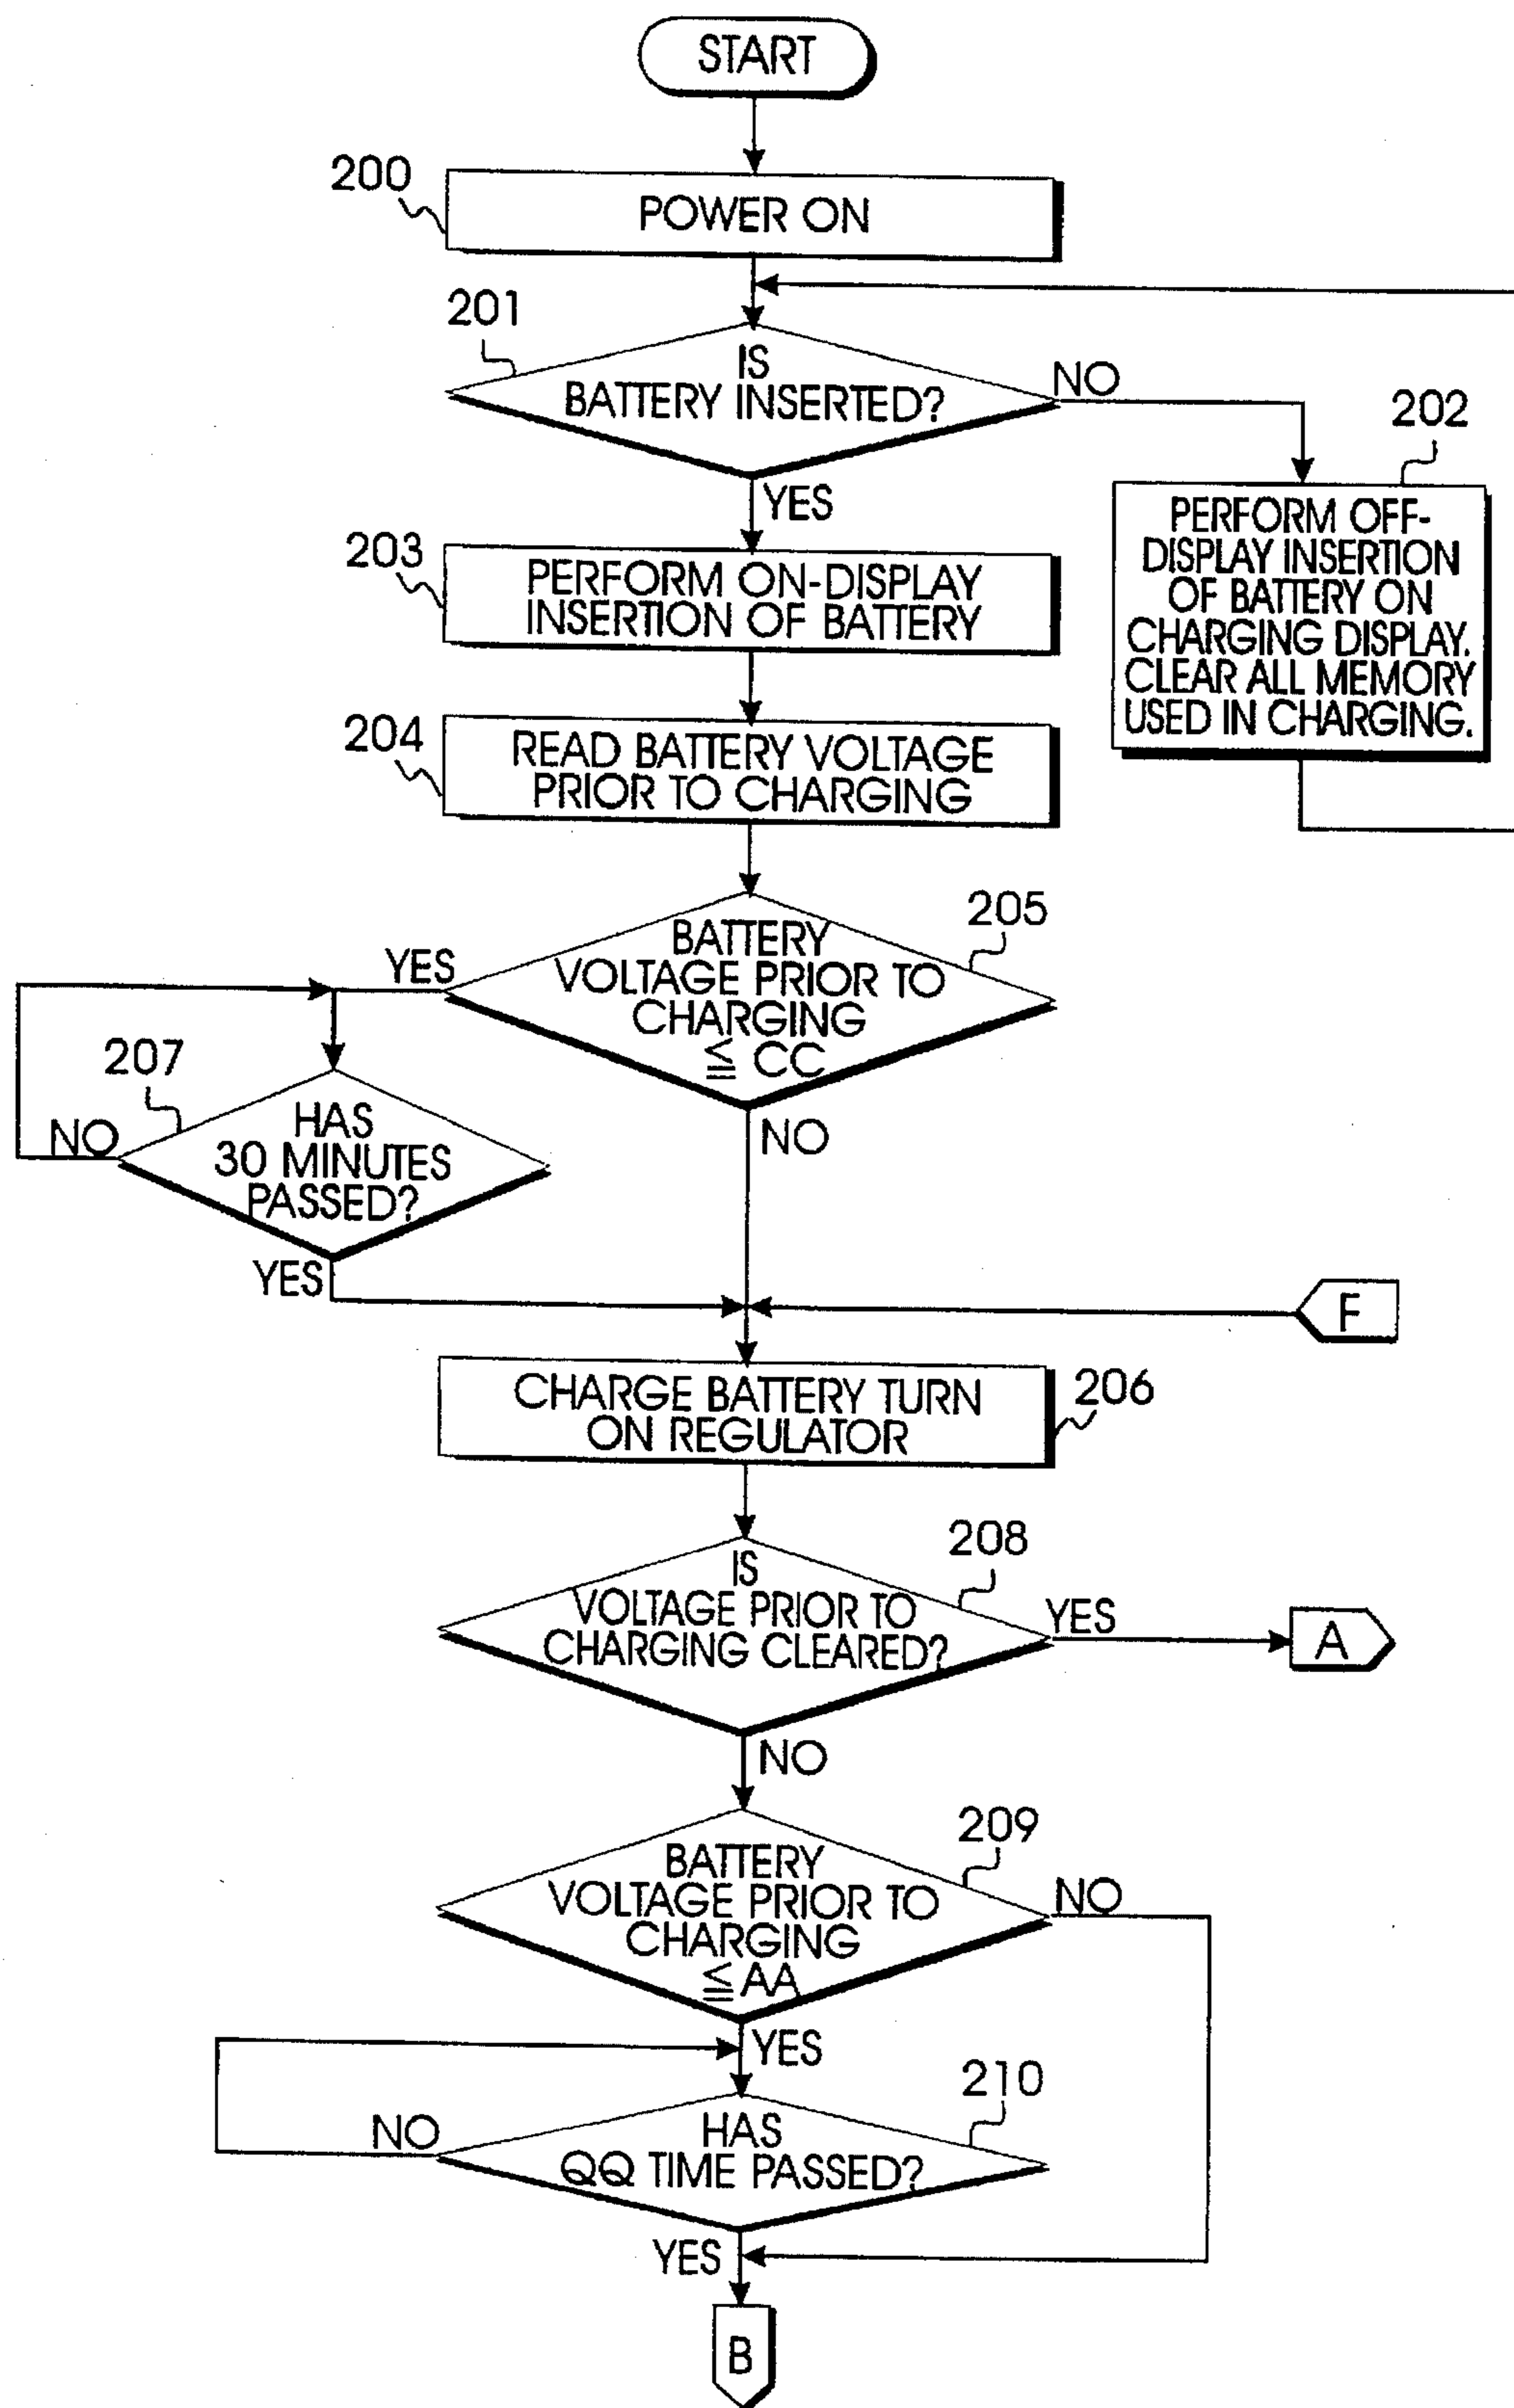 START
200
POWER ON
201
IS
BATTERY INSERTED?
NO
202
YES
PERFORM OFF-
DISPLAY INSERTION
OF BATTERY ON
CHARGING DISPLAY.
CLEAR ALL MEMORY
USED IN CHARGING.
203
PERFORM ON-DISPLAY
INSERTION OF BATTERY
204
READ BATTERY VOLTAGE
PRIOR TO CHARGING
205
BATTERY
VOLTAGE PRIOR TO
CHARGING
≦ CC
YES
207
HAS
30 MINUTES
PASSED?
NO
NO
YES
F
CHARGE BATTERY TURN
ON REGULATOR
206
208
IS
VOLTAGE PRIOR TO
CHARGING CLEARED?
YES
A
NO
209
BATTERY
VOLTAGE PRIOR TO
CHARGING
≦ AA
NO
YES
210
HAS
QQ TIME PASSED?
NO
YES
B